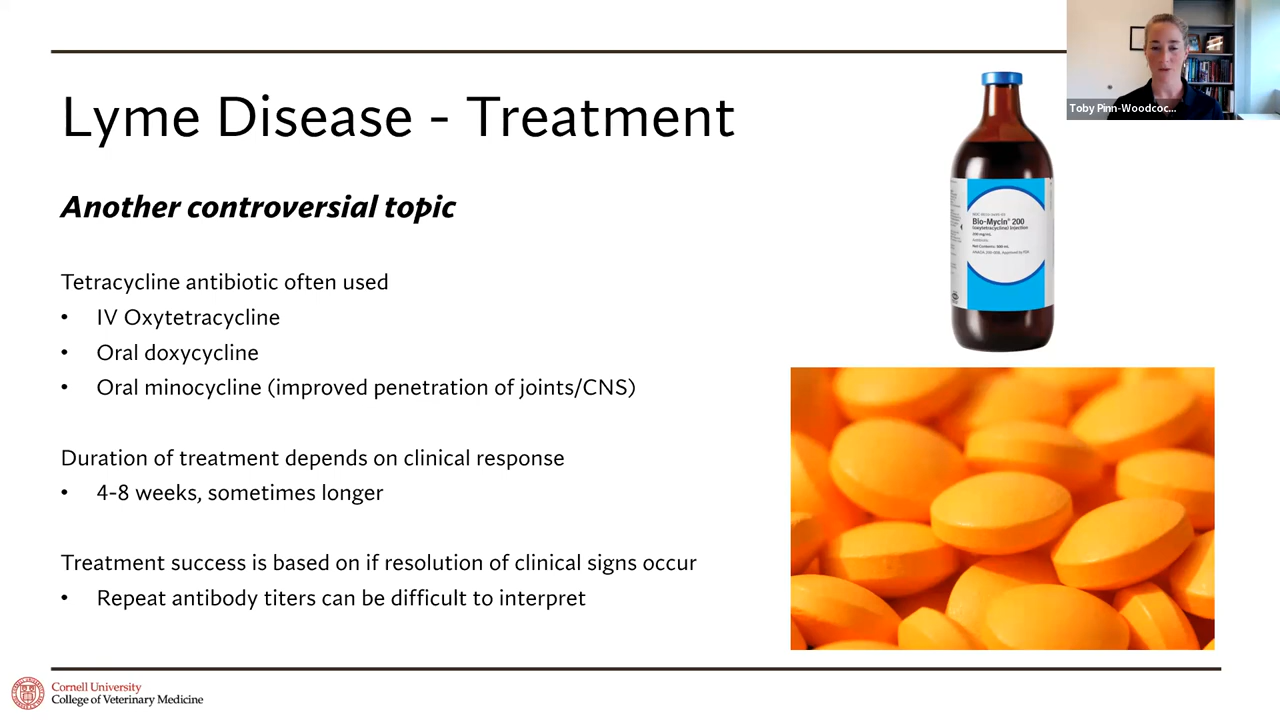 Lyme Disease - Treatment
Another controversial topic
Tetracycline antibiotic often used
• IV Oxytetracycline
• Oral doxycycline
• Oral minocycline (improved penetration of joints/CNS)
Duration of treatment depends on clinical response
• 4-8 weeks, sometimes longer
Treatment success is based on if resolution of clinical signs occur
• Repeat antibody titers can be difficult to interpret
Bio-Mycin® 200
(oxytetracycline) Injection
Toby Pinn-Woodcoc...
Cornell University
College of Veterinary Medicine